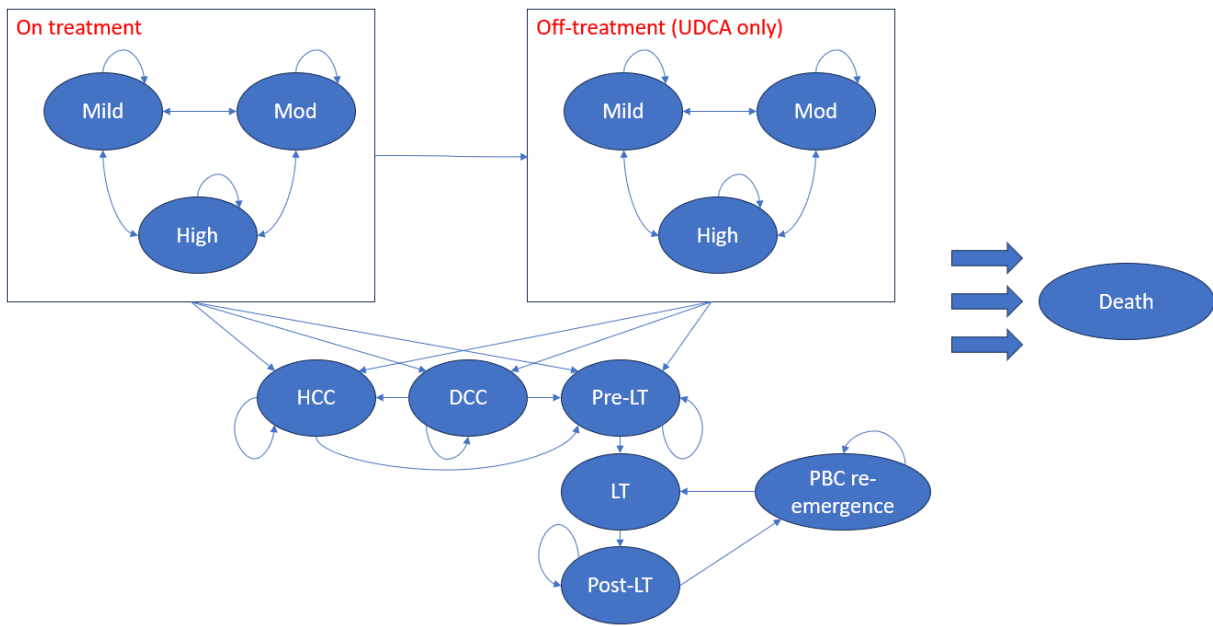 On treatment
Mild
Mod
High
Off-treatment (UDCA only)
Mild
Mod
High
Death
HCC
DCC
Pre-LT
LT
PBC re-
emergence
Post-LT